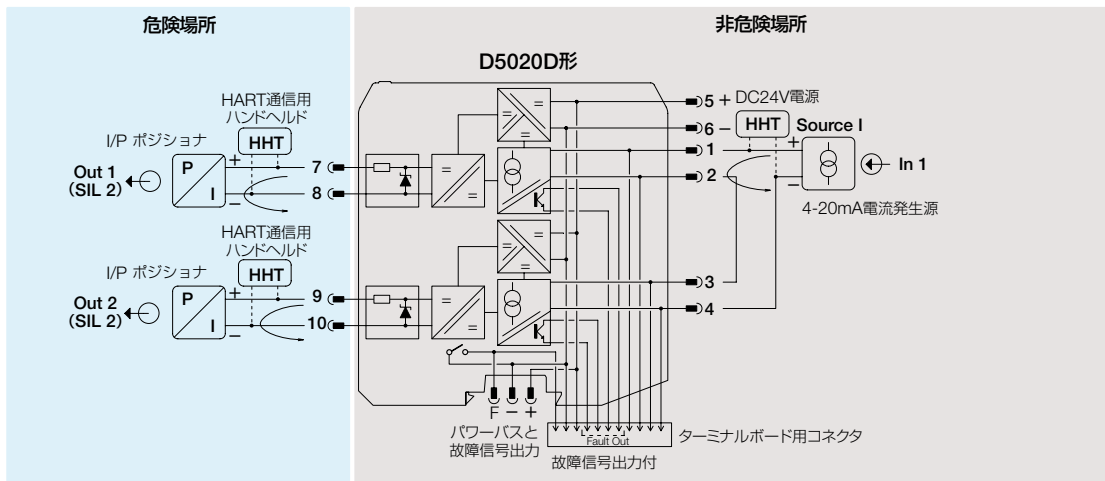 危険場所
非危険場所
D5020D形
HART通信用
ハンドヘルド
HHT
I/P ポジショナ
Out 1
(SIL 2)
P
I
+
−
7
8
5 + DC24V電源
6 −
1
2
HHT
Source I
+
−
In 1
4-20mA電流発生源
HART通信用
ハンドヘルド
HHT
I/P ポジショナ
Out 2
(SIL 2)
P
I
+
−
9
10
3
4
F − +
パワーバスと
故障信号出力
Fault Out
故障信号出力付
ターミナルボード用コネクタ